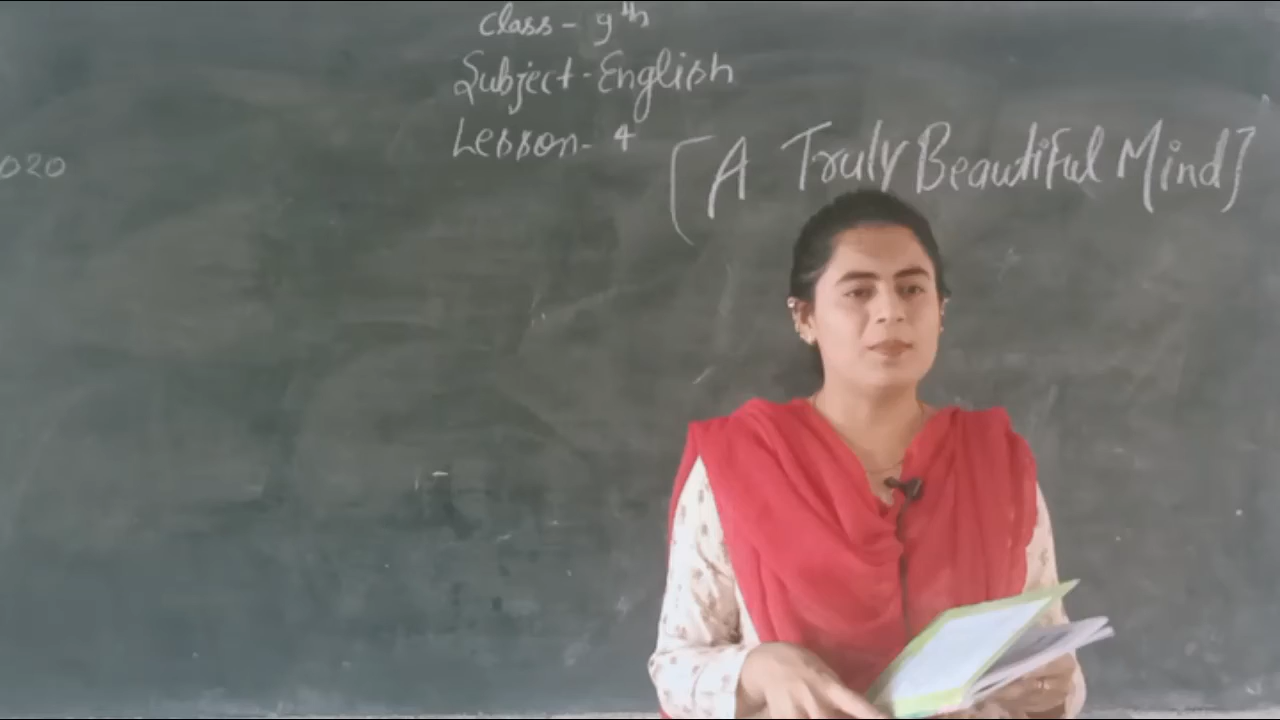 Class - 9th
Subject - English
Lesson - 4
[A Truly Beautiful Mind]
020